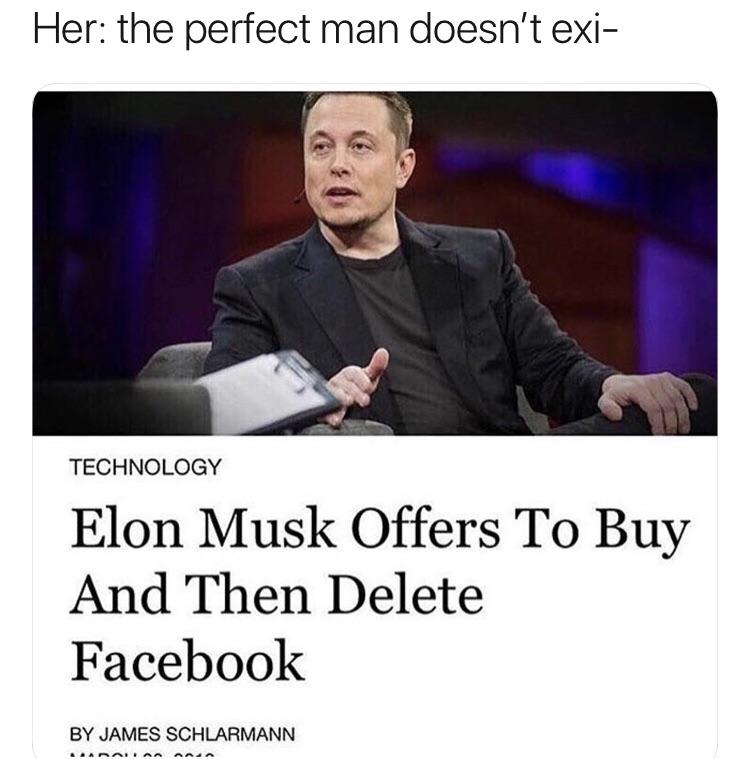 Her: the perfect man doesn’t exi-
TECHNOLOGY
Elon Musk Offers To Buy
And Then Delete
Facebook
BY JAMES SCHLARMANN